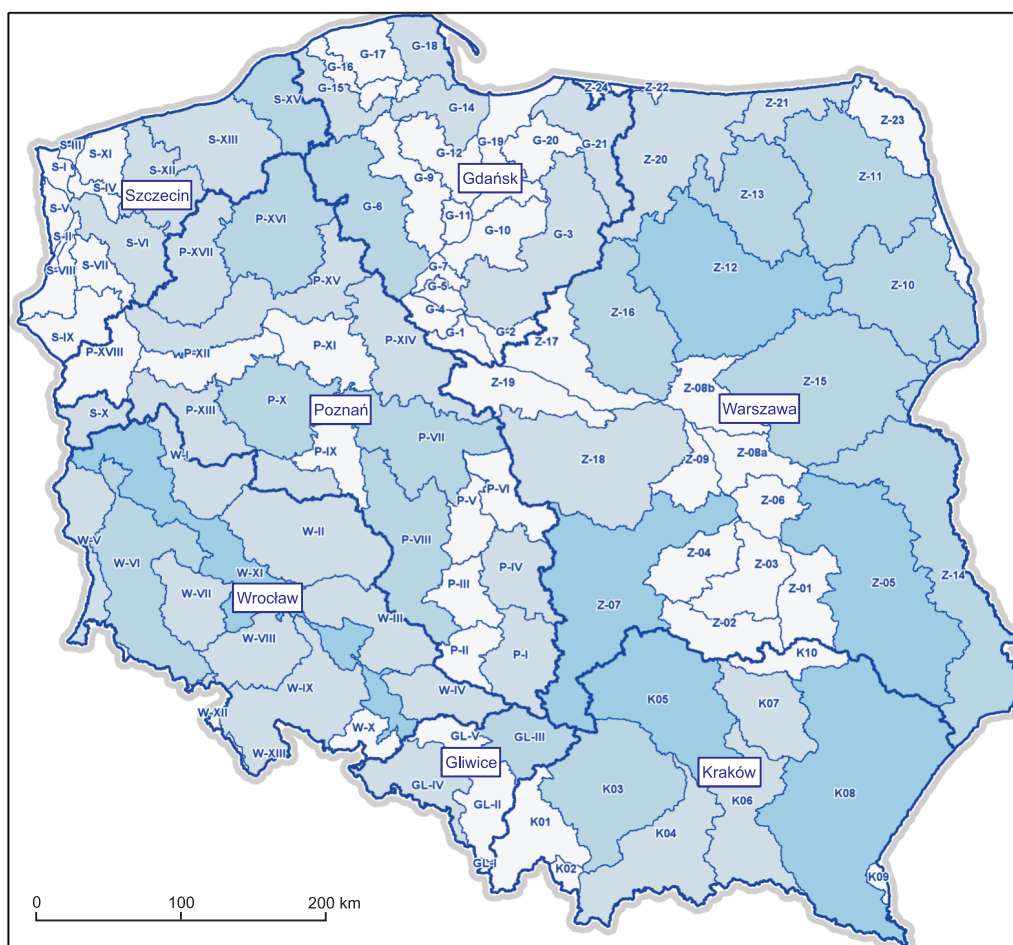 G-17
G-18
G-16
G-15
S-XV
G-14
Z-24
Z-22
Z-21
Z-23
S-XIII
S-III
S-XI
S-I
S-XII
G-12
G-19
G-20
G-21
Z-20
Z-11
Z-13
G-9
Gdańsk
S-IV
Szczecin
S-V
P-XVI
G-6
G-11
G-10
G-3
S-II
S-VI
P-XVII
S-VII
S-VIII
G-7
G-5
Z-12
Z-10
P-XV
G-4
G-1
G-2
Z-17
Z-16
S-IX
P-XVIII
P-XII
P-XI
P-XIV
Z-19
Z-08b
Z-15
S-X
P-XIII
P-X
Poznań
Warszawa
W-I
P-IX
P-VII
Z-18
Z-09
Z-08a
P-V
P-VI
Z-06
W-V
W-II
P-VIII
W-VI
W-XI
P-IV
Z-04
Z-03
W-VII
P-III
Z-01
Z-05
Z-14
Wrocław
Z-07
W-III
Z-02
W-VIII
P-II
P-I
K10
W-IX
W-IV
K05
K07
W-XII
W-X
GL-V
GL-III
W-XIII
Gliwice
Kraków
GL-IV
K03
K06
K08
GL-II
K01
K04
GL-I
K02
K09
0 100 200 km